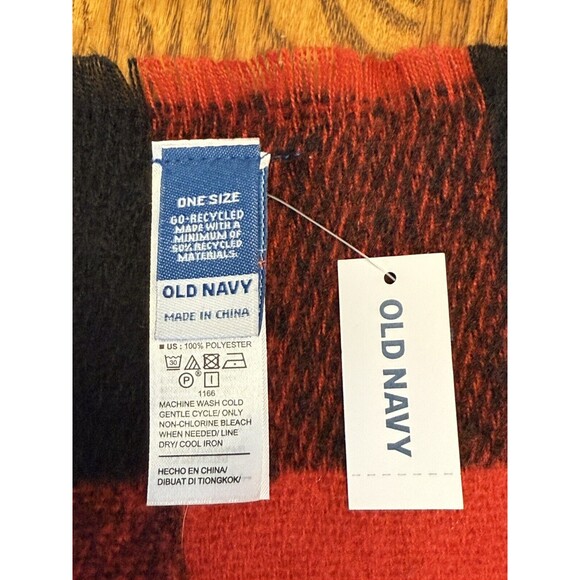 ONE SIZE
GO-RECYCLED
MADE WITH A
MINIMUM OF
50% RECYCLED
MATERIALS.
OLD NAVY
MADE IN CHINA
■ US : 100% POLYESTER
30
P ® I
1166
MACHINE WASH COLD
GENTLE CYCLE/ ONLY
NON-CHLORINE BLEACH
WHEN NEEDED/ LINE
DRY/ COOL IRON
HECHO EN CHINA/
DIBUAT DI TIONGKOK/
OLD NAVY